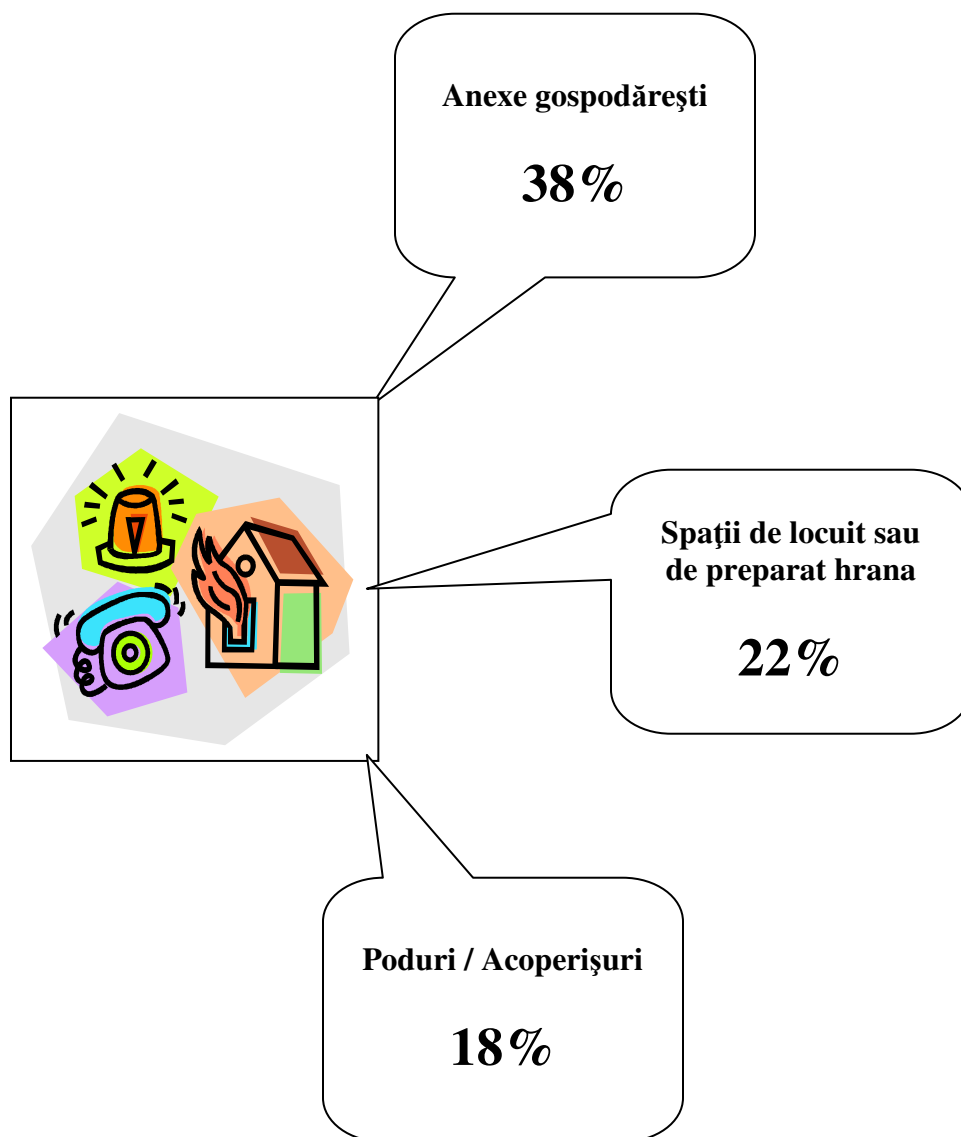 Anexe gospodăreşti
38%
Spaţii de locuit sau
de preparat hrana
22%
Poduri / Acoperişuri
18%